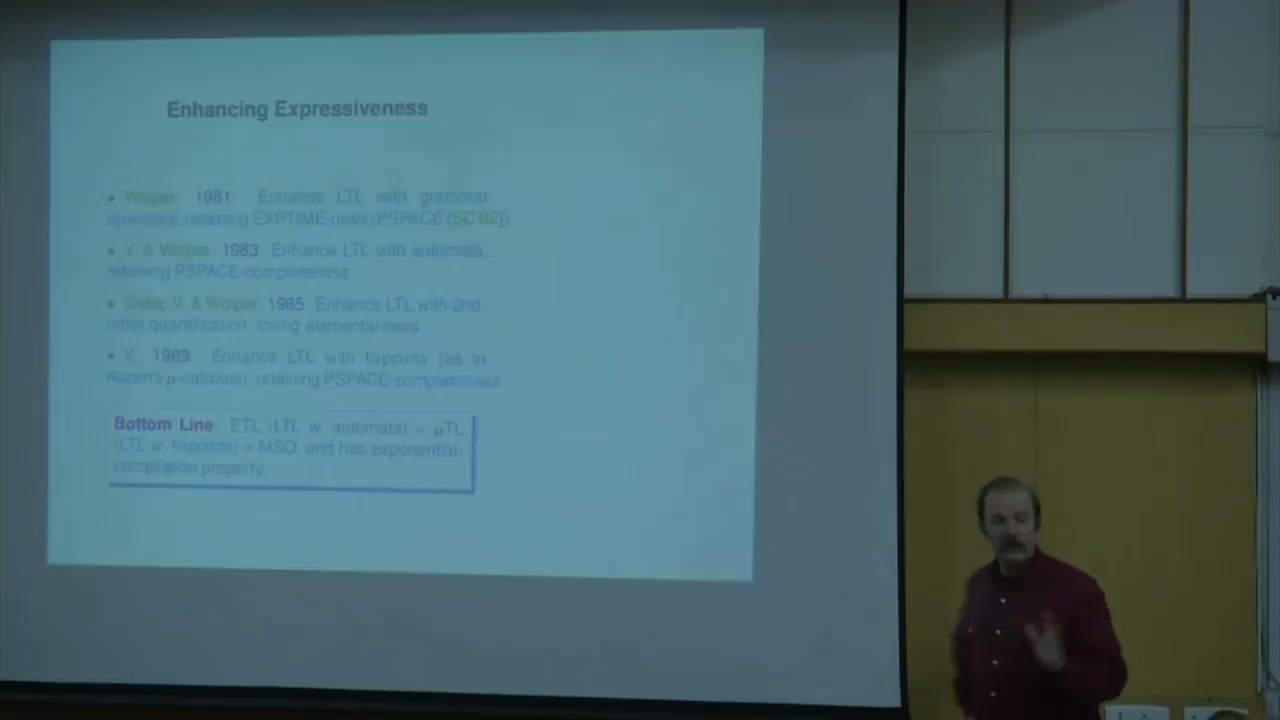 Enhancing Expressiveness
• Wolper, 1981: Enhance LTL with grammar
operators, retaining EXPTIME-ness (PSPACE [SC'82])
• V. & Wolper, 1983: Enhance LTL with automata,
retaining PSPACE-completeness
• Sistla, V. & Wolper, 1985: Enhance LTL with 2nd-
order quantification, losing elementariness
• V., 1989: Enhance LTL with fixpoints (as in
Kozen's μ-calculus), retaining PSPACE-completeness
Bottom Line: ETL (LTL w. automata) = μTL
(LTL w. fixpoints) = MSO, and has exponential-
compilation property.